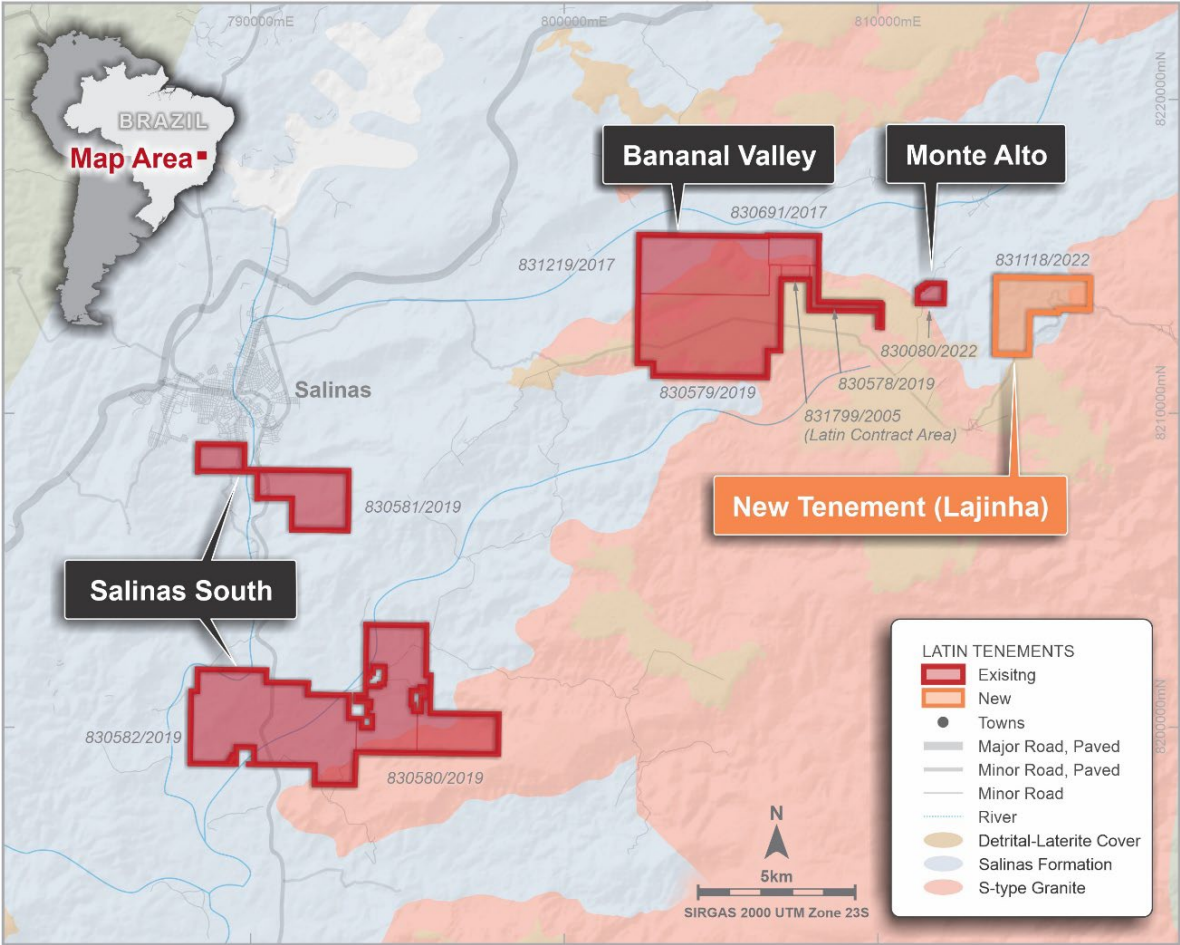 790000mE
800000mE
810000mE
8220000mN
BRAZIL
Map Area
Bananal Valley
Monte Alto
830691/2017
831219/2017
831118/2022
830080/2022
830578/2019
830579/2019
831799/2005
(Latin Contract Area)
8210000mN
Salinas
New Tenement (Lajinha)
830581/2019
Salinas South
830582/2019
830580/2019
8200000mN
LATIN TENEMENTS
Exisitng
New
Towns
Major Road, Paved
Minor Road, Paved
Minor Road
River
Detrital-Laterite Cover
Salinas Formation
S-type Granite
N
5km
SIRGAS 2000 UTM Zone 23S